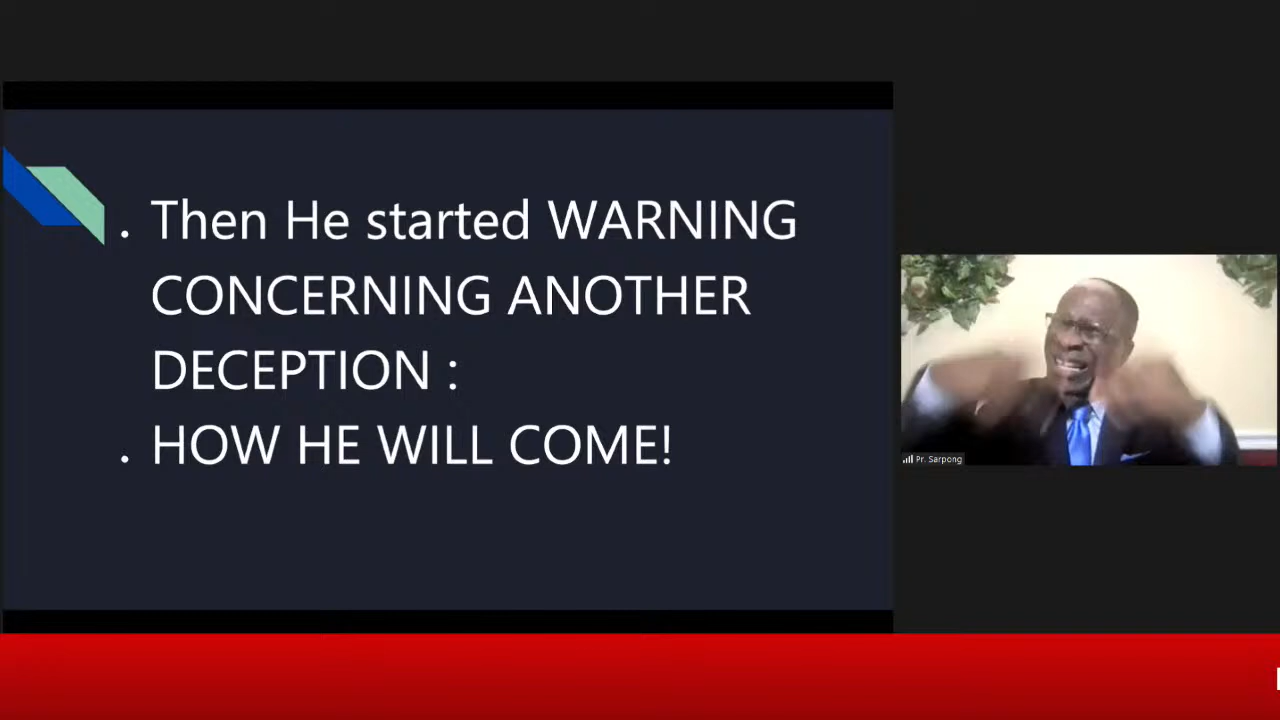 . Then He started WARNING
CONCERNING ANOTHER
DECEPTION :
. HOW HE WILL COME!
Pr. Sarpong